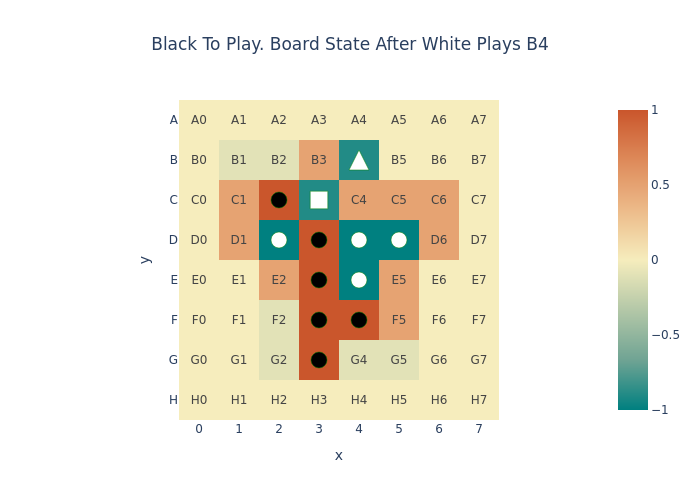 Black To Play. Board State After White Plays B4
A A0 A1 A2 A3 A4 A5 A6 A7
B B0 B1 B2 B3 B5 B6 B7
C C0 C1 C4 C5 C6 C7
D D0 D1 D6 D7
E E0 E1 E2 E5 E6 E7
F F0 F1 F2 F5 F6 F7
G G0 G1 G2 G4 G5 G6 G7
H H0 H1 H2 H3 H4 H5 H6 H7
0 1 2 3 4 5 6 7
x
y
1
0.5
0
−0.5
−1